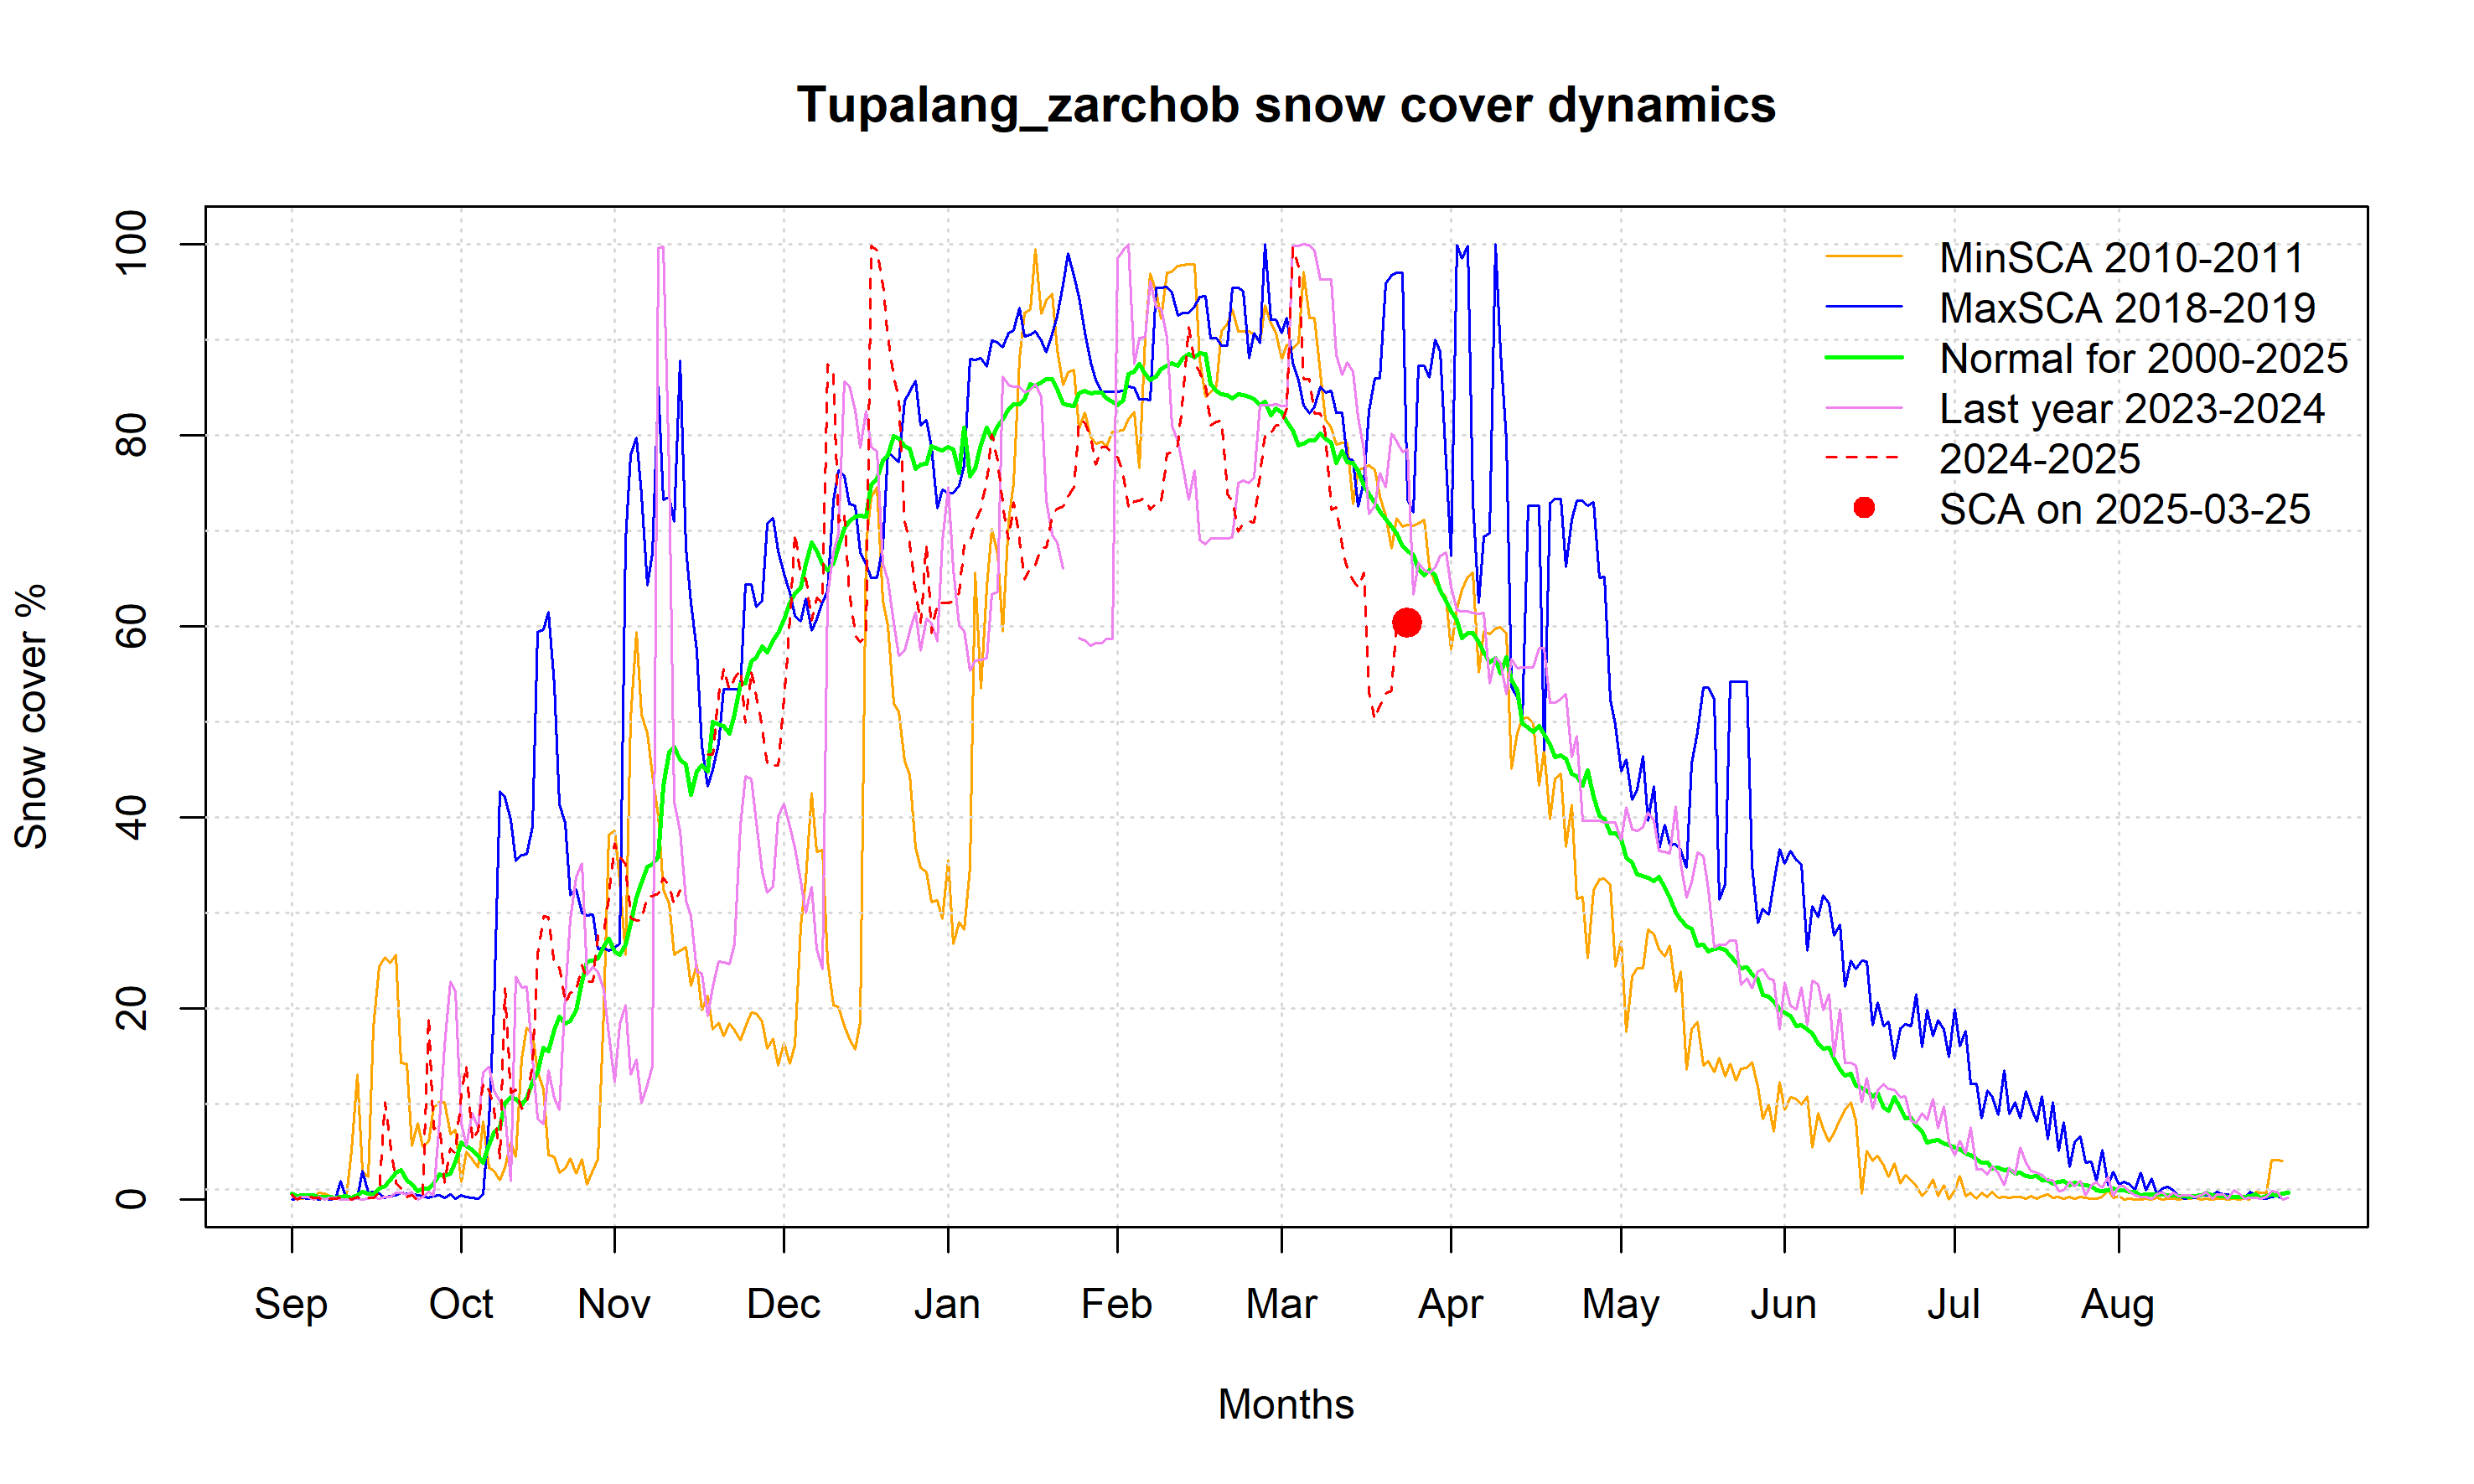 Tupalang_zarchob snow cover dynamics
100
80
60
40
20
0
Snow cover %
MinSCA 2010-2011
MaxSCA 2018-2019
Normal for 2000-2025
Last year 2023-2024
2024-2025
SCA on 2025-03-25
Sep Oct Nov Dec Jan Feb Mar Apr May Jun Jul Aug
Months